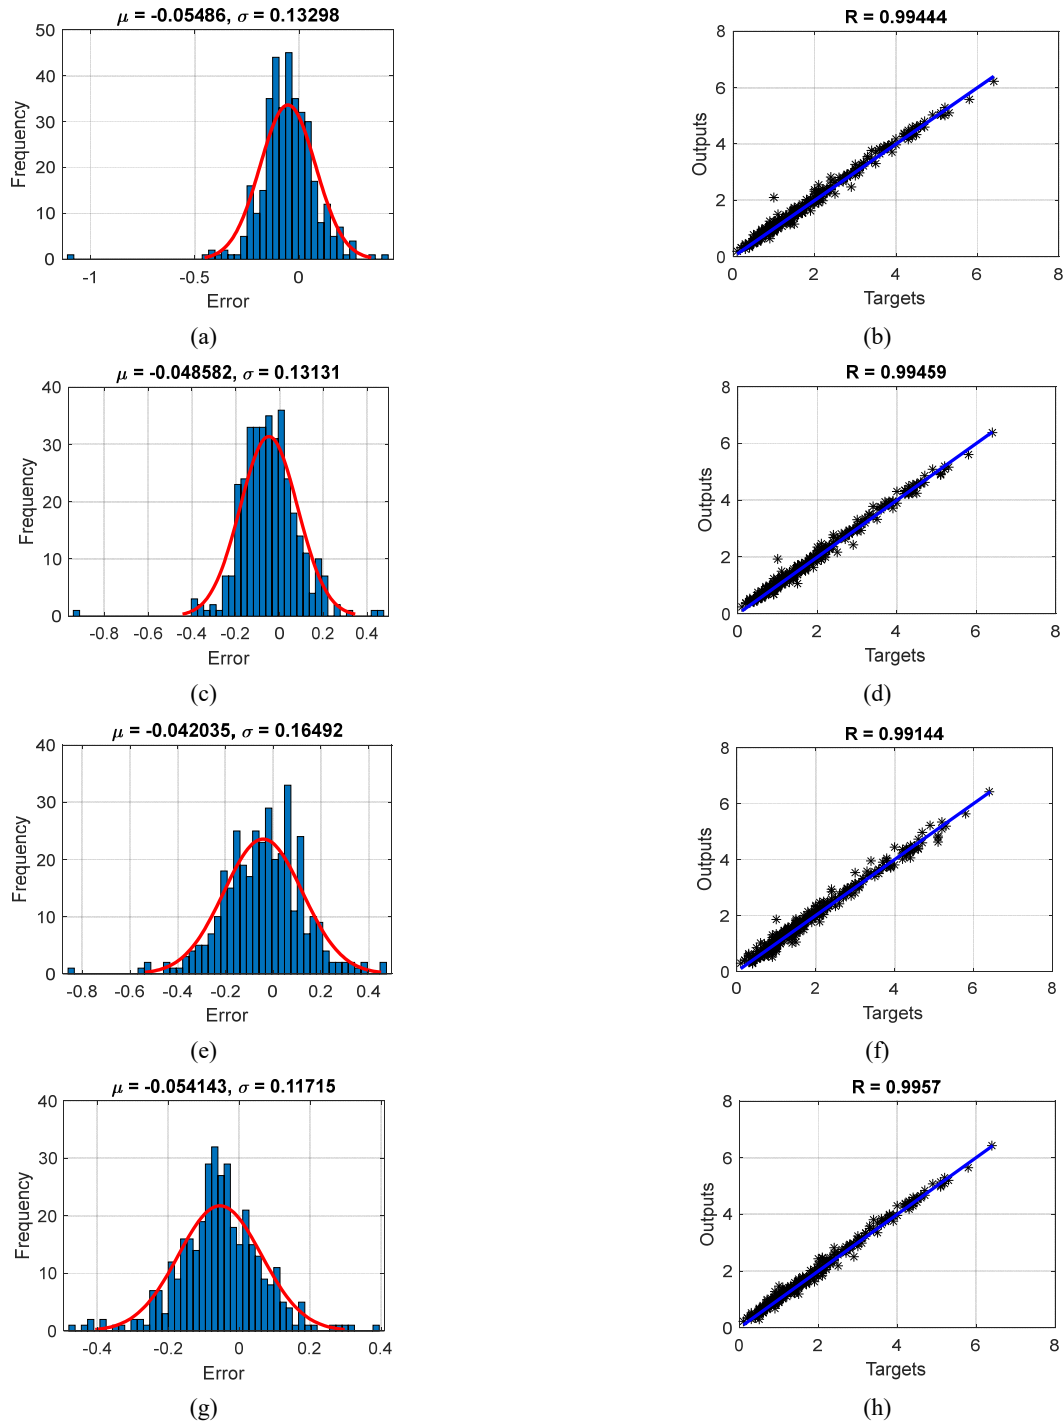 μ = -0.05486, σ = 0.13298
50
40
30
20
10
0
Frequency
-1
-0.5
0
Error
(a)
R = 0.99444
8
6
4
2
0
Outputs
0
2
4
6
8
Targets
(b)
μ = -0.048582, σ = 0.13131
40
30
20
10
0
Frequency
-0.8
-0.6
-0.4
-0.2
0
0.2
0.4
Error
(c)
R = 0.99459
8
6
4
2
0
Outputs
0
2
4
6
8
Targets
(d)
μ = -0.042035, σ = 0.16492
40
30
20
10
0
Frequency
-0.8
-0.6
-0.4
-0.2
0
0.2
0.4
Error
(e)
R = 0.99144
8
6
4
2
0
Outputs
0
2
4
6
8
Targets
(f)
μ = -0.054143, σ = 0.11715
40
30
20
10
0
Frequency
-0.4
-0.2
0
0.2
0.4
Error
(g)
R = 0.9957
8
6
4
2
0
Outputs
0
2
4
6
8
Targets
(h)